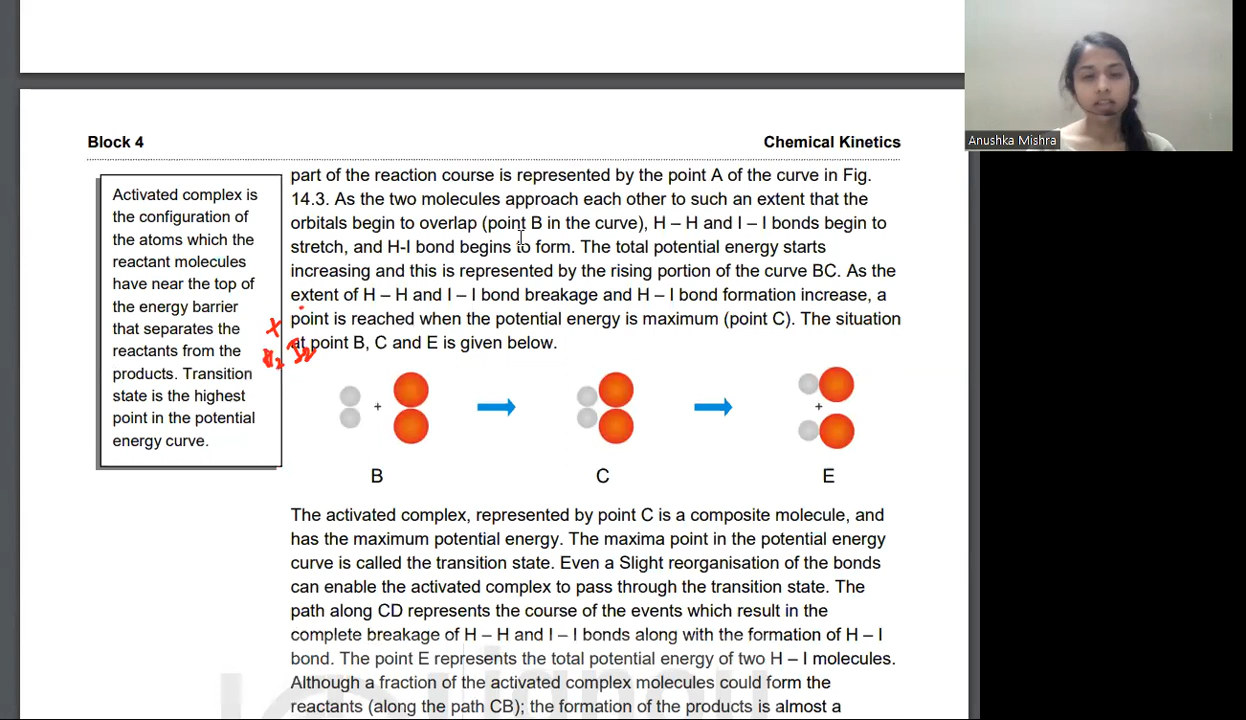 Block 4
Chemical Kinetics
Anushka Mishra
Activated complex is
the configuration of
the atoms which the
reactant molecules
have near the top of
the energy barrier
that separates the
reactants from the
products. Transition
state is the highest
point in the potential
energy curve.
part of the reaction course is represented by the point A of the curve in Fig.
14.3. As the two molecules approach each other to such an extent that the
orbitals begin to overlap (point B in the curve), H – H and I – I bonds begin to
stretch, and H-I bond begins to form. The total potential energy starts
increasing and this is represented by the rising portion of the curve BC. As the
extent of H – H and I – I bond breakage and H – I bond formation increase, a
point is reached when the potential energy is maximum (point C). The situation
at point B, C and E is given below.
+
+
B
C
E
The activated complex, represented by point C is a composite molecule, and
has the maximum potential energy. The maxima point in the potential energy
curve is called the transition state. Even a Slight reorganisation of the bonds
can enable the activated complex to pass through the transition state. The
path along CD represents the course of the events which result in the
complete breakage of H – H and I – I bonds along with the formation of H – I
bond. The point E represents the total potential energy of two H – I molecules.
Although a fraction of the activated complex molecules could form the
reactants (along the path CB); the formation of the products is almost a